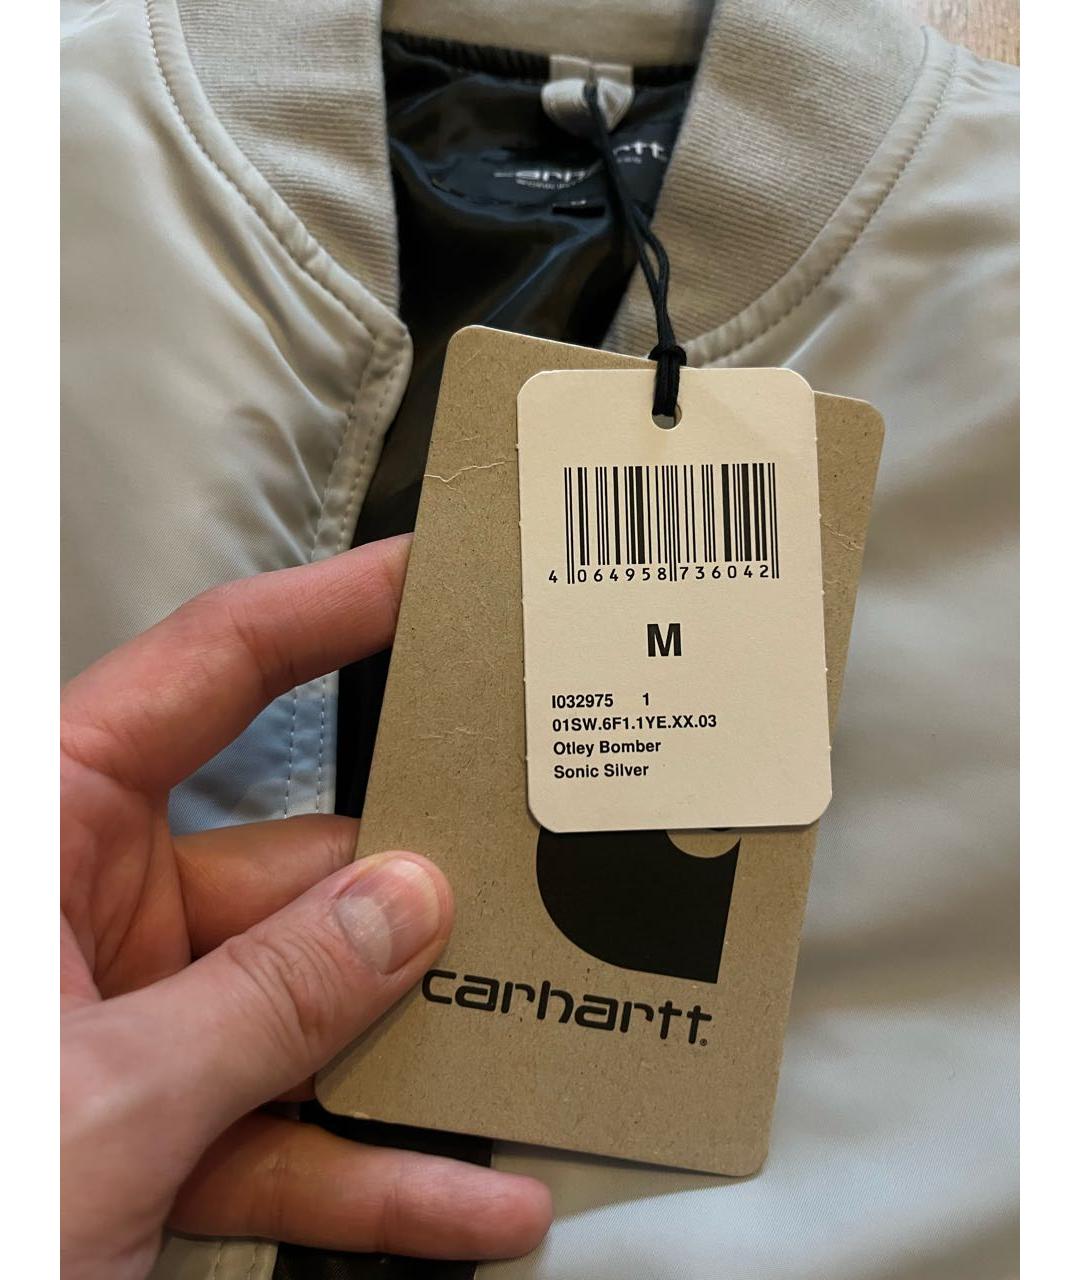 4 064958 736042
M
I032975 1
01SW.6F1.1YE.XX.03
Otley Bomber
Sonic Silver
carhartt®